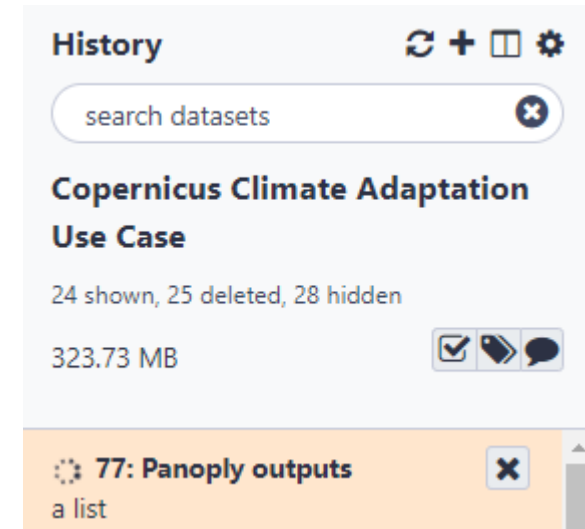 History
search datasets
Copernicus Climate Adaptation
Use Case
24 shown, 25 deleted, 28 hidden
323.73 MB
77: Panoply outputs
a list